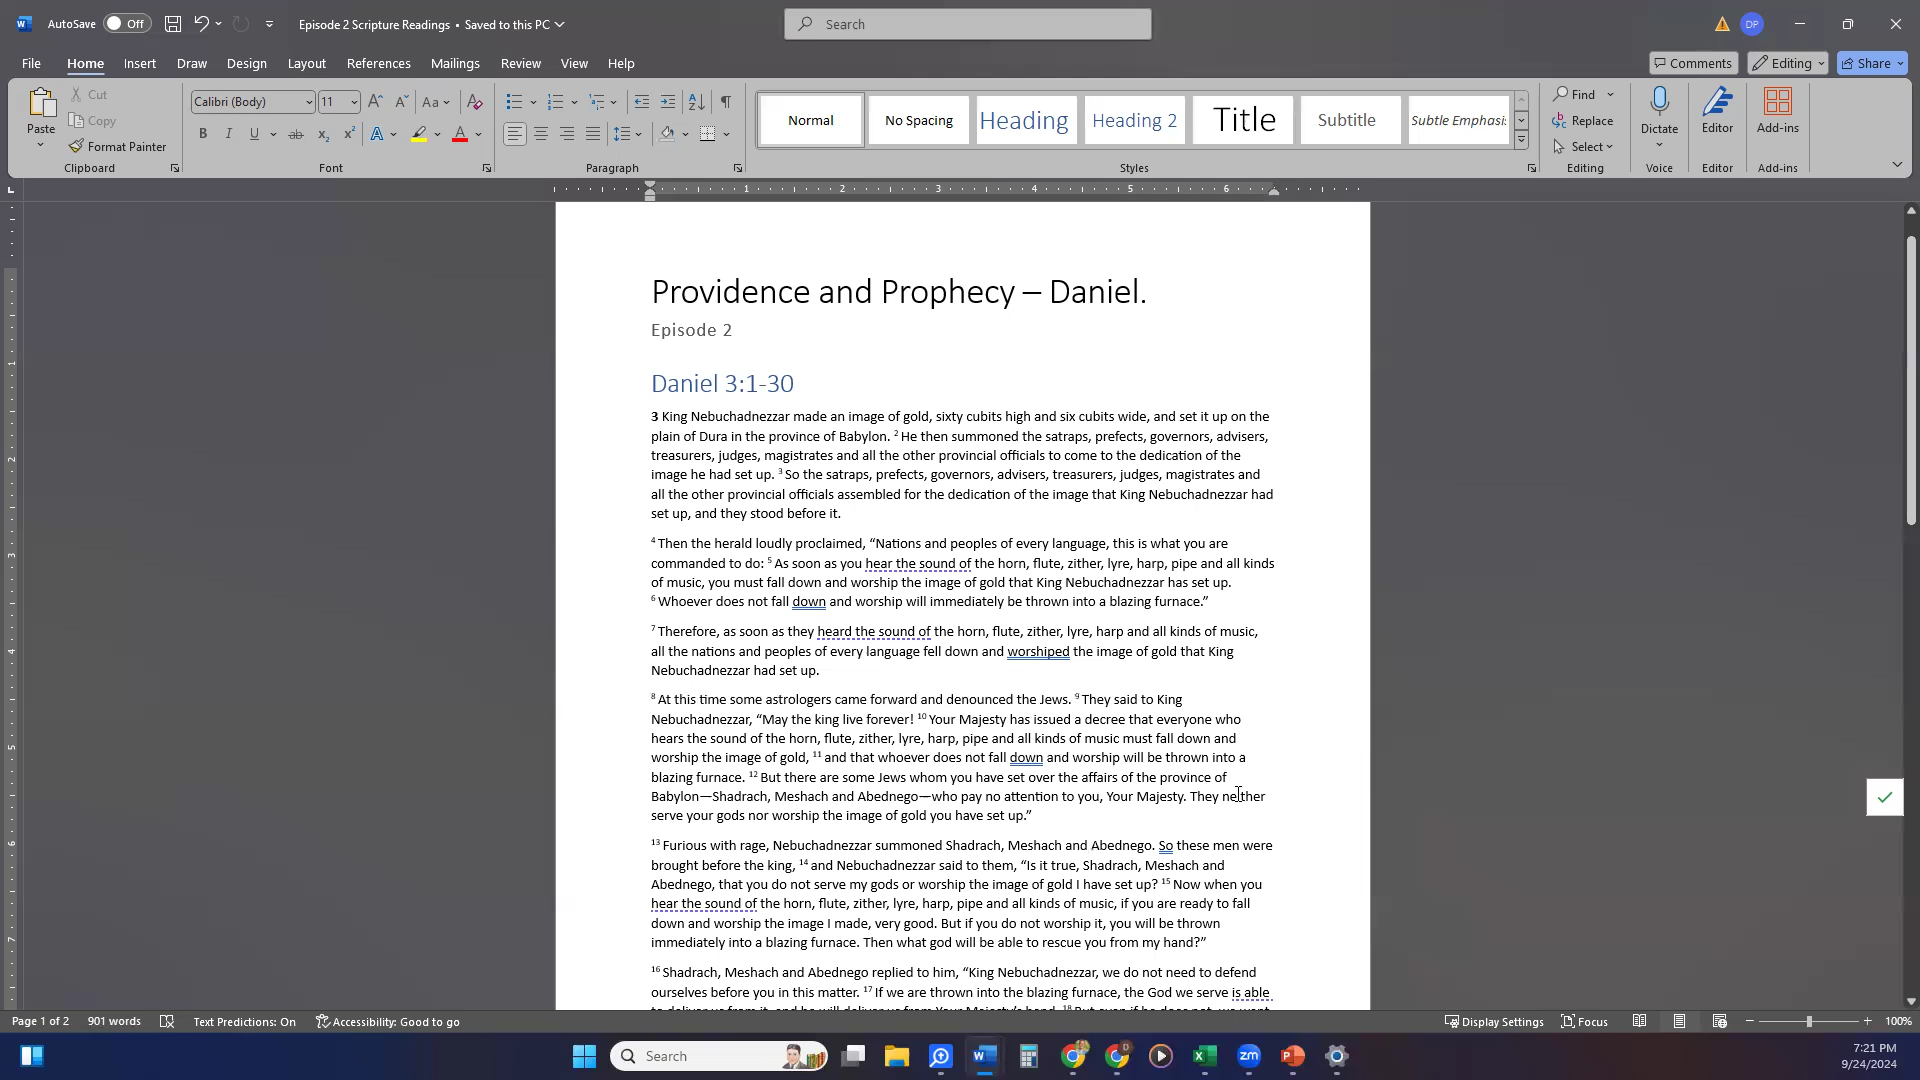 AutoSave Off Episode 2 Scripture Readings • Saved to this PC Search DP
File Home Insert Draw Design Layout References Mailings Review View Help Comments Editing Share
Paste Cut Copy Format Painter Clipboard
Calibri (Body) 11 Aa Font
Paragraph
Normal No Spacing Heading Heading 2 Title Subtitle Subtle Emphasi: Styles
Find Replace Select Editing
Dictate Voice
Editor Editor
Add-ins Add-ins
1 2 3 4 5 6
Providence and Prophecy – Daniel.
Episode 2
Daniel 3:1-30
3 King Nebuchadnezzar made an image of gold, sixty cubits high and six cubits wide, and set it up on the
plain of Dura in the province of Babylon. 2 He then summoned the satraps, prefects, governors, advisers,
treasurers, judges, magistrates and all the other provincial officials to come to the dedication of the
image he had set up. 3 So the satraps, prefects, governors, advisers, treasurers, judges, magistrates and
all the other provincial officials assembled for the dedication of the image that King Nebuchadnezzar had
set up, and they stood before it.
4 Then the herald loudly proclaimed, “Nations and peoples of every language, this is what you are
commanded to do: 5 As soon as you hear the sound of the horn, flute, zither, lyre, harp, pipe and all kinds
of music, you must fall down and worship the image of gold that King Nebuchadnezzar has set up.
6 Whoever does not fall down and worship will immediately be thrown into a blazing furnace.”
7 Therefore, as soon as they heard the sound of the horn, flute, zither, lyre, harp and all kinds of music,
all the nations and peoples of every language fell down and worshiped the image of gold that King
Nebuchadnezzar had set up.
8 At this time some astrologers came forward and denounced the Jews. 9 They said to King
Nebuchadnezzar, “May the king live forever! 10 Your Majesty has issued a decree that everyone who
hears the sound of the horn, flute, zither, lyre, harp, pipe and all kinds of music must fall down and
worship the image of gold, 11 and that whoever does not fall down and worship will be thrown into a
blazing furnace. 12 But there are some Jews whom you have set over the affairs of the province of
Babylon—Shadrach, Meshach and Abednego—who pay no attention to you, Your Majesty. They neither
serve your gods nor worship the image of gold you have set up.”
13 Furious with rage, Nebuchadnezzar summoned Shadrach, Meshach and Abednego. So these men were
brought before the king, 14 and Nebuchadnezzar said to them, “Is it true, Shadrach, Meshach and
Abednego, that you do not serve my gods or worship the image of gold I have set up? 15 Now when you
hear the sound of the horn, flute, zither, lyre, harp, pipe and all kinds of music, if you are ready to fall
down and worship the image I made, very good. But if you do not worship it, you will be thrown
immediately into a blazing furnace. Then what god will be able to rescue you from my hand?”
16 Shadrach, Meshach and Abednego replied to him, “King Nebuchadnezzar, we do not need to defend
ourselves before you in this matter. 17 If we are thrown into the blazing furnace, the God we serve is able
Page 1 of 2 901 words Text Predictions: On Accessibility: Good to go Display Settings Focus 100%
Search
7:21 PM
9/24/2024